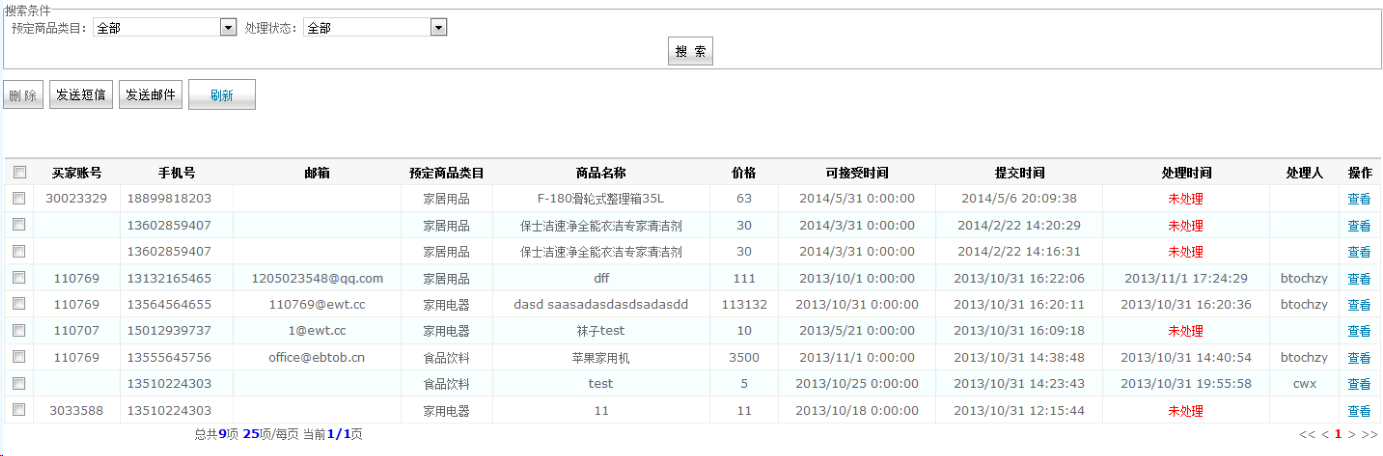 搜索条件
预定商品类目： 全部 处理状态： 全部
搜 索
删 除 发送短信 发送邮件 刷新
买家账号 手机号 邮箱 预定商品类目 商品名称 价格 可接受时间 提交时间 处理时间 处理人 操作
30023329 18899818203 家居用品 F-180滑轮式整理箱35L 63 2014/5/31 0:00:00 2014/5/6 20:09:38 未处理 查看
13602859407 家居用品 保士洁速净全能衣洁专家清洁剂 30 2014/3/31 0:00:00 2014/2/22 14:20:29 未处理 查看
13602859407 家居用品 保士洁速净全能衣洁专家清洁剂 30 2014/3/31 0:00:00 2014/2/22 14:16:31 未处理 查看
110769 13132165465 1205023548@qq.com 家居用品 dff 111 2013/10/1 0:00:00 2013/10/31 16:22:06 2013/11/1 17:24:29 btochzy 查看
110769 13564564655 110769@ewt.cc 家用电器 dasd saasadasdasdsadasdd 113132 2013/10/31 0:00:00 2013/10/31 16:20:11 2013/10/31 16:20:36 btochzy 查看
110707 15012939737 1@ewt.cc 家用电器 袜子test 10 2013/5/21 0:00:00 2013/10/31 16:09:18 未处理 查看
110769 13555645756 office@ebtob.cn 食品饮料 苹果家用机 3500 2013/11/1 0:00:00 2013/10/31 14:38:48 2013/10/31 14:40:54 btochzy 查看
13510224303 食品饮料 test 5 2013/10/25 0:00:00 2013/10/31 14:23:43 2013/10/31 19:55:58 cwx 查看
3033588 13510224303 家用电器 11 11 2013/10/18 0:00:00 2013/10/31 12:15:44 未处理 查看
总共9项 25项/每页 当前1/1页 << < 1 > >>